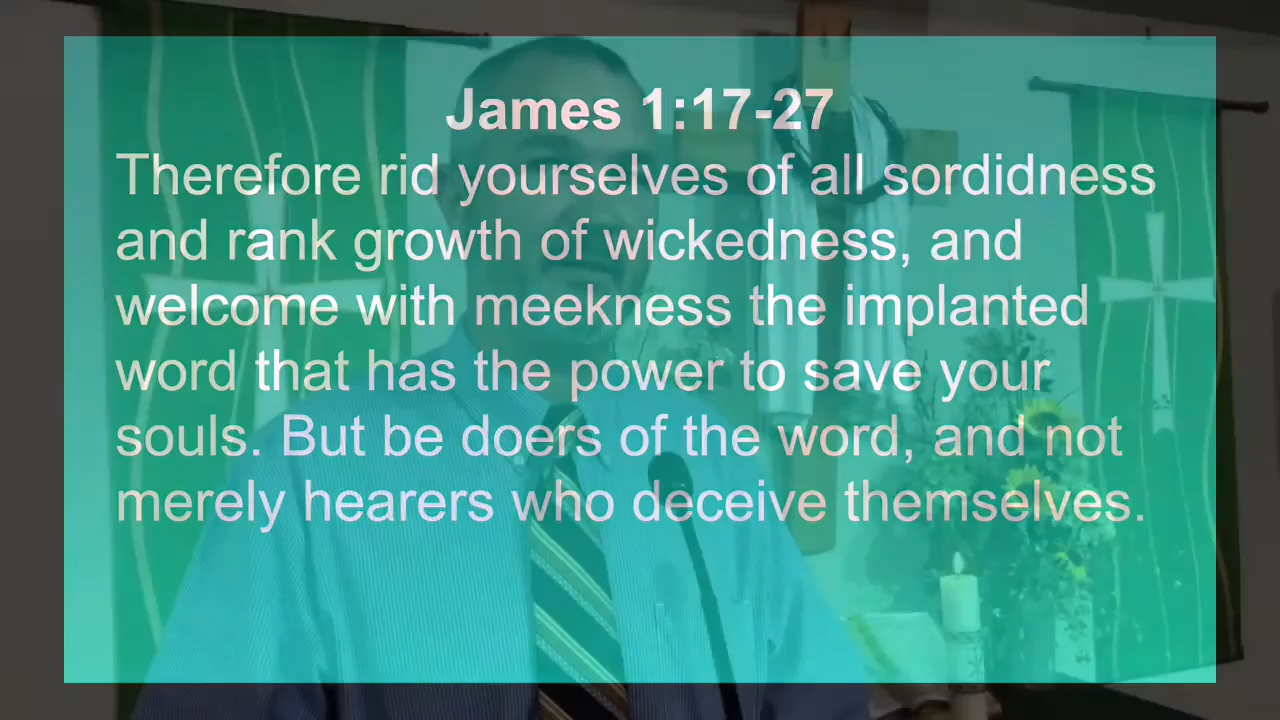 James 1:17-27
Therefore rid yourselves of all sordidness
and rank growth of wickedness, and
welcome with meekness the implanted
word that has the power to save your
souls. But be doers of the word, and not
merely hearers who deceive themselves.